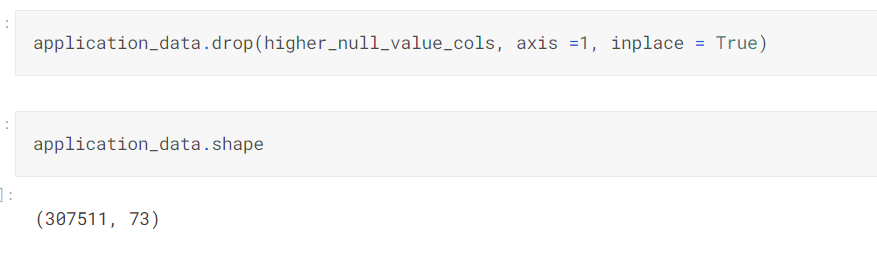 :
application_data.drop(higher_null_value_cols, axis =1, inplace = True)
:
application_data.shape
]:
(307511, 73)